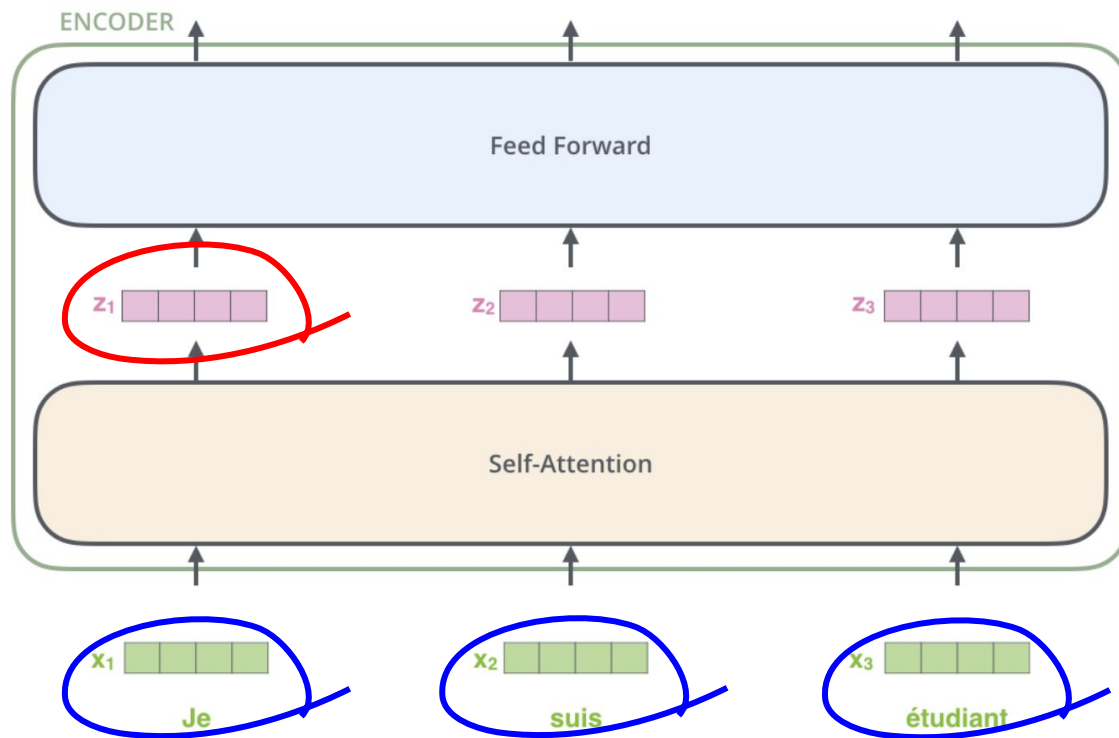 ENCODER
Feed Forward
z₁ z₂ z₃
Self-Attention
x₁ x₂ x₃
Je suis étudiant